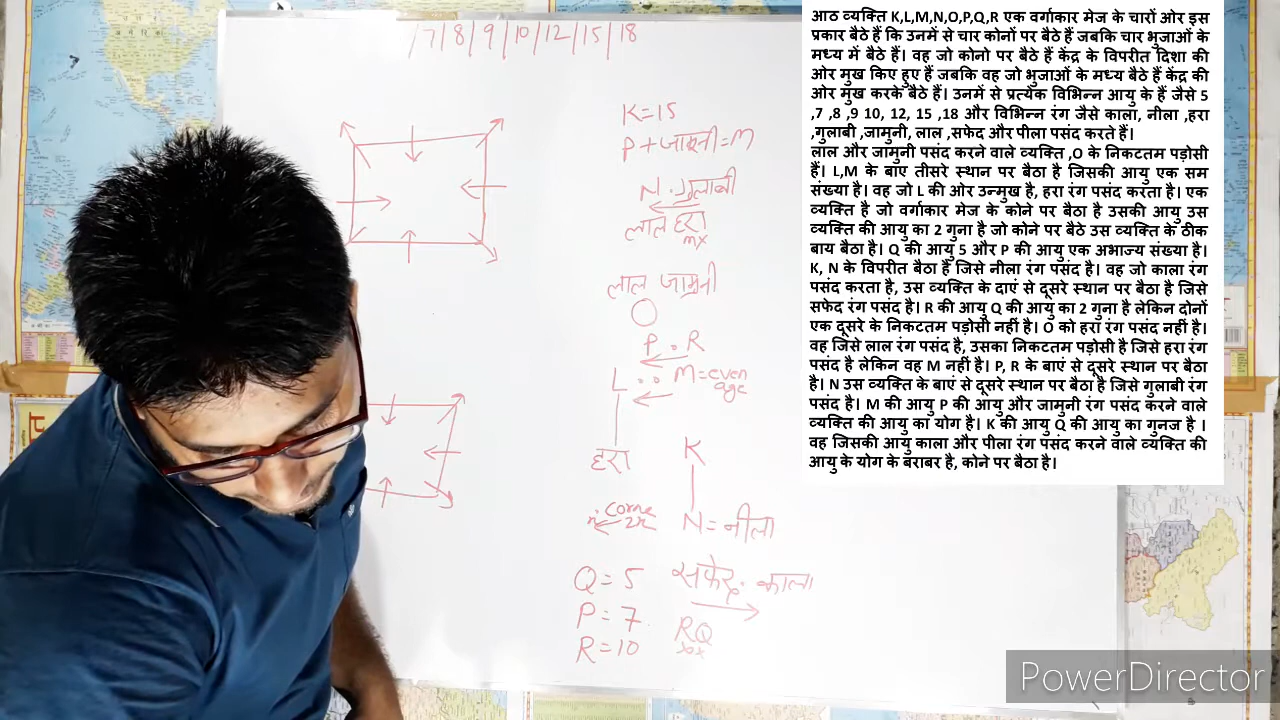 /7/8/9/10/12/15/18
K=15
P+जामुनी=M
N . गुलाबी
लाल हरा
mx
लाल जामुनी
P . R
L . . M=even
age
हरा
K
corner
2x
N=नीला
Q=5
सफेद . काला
P=7
RQ
R=10
आठ व्यक्ति K,L,M,N,O,P,Q,R एक वर्गाकार मेज के चारों ओर इस
प्रकार बैठे हैं कि उनमें से चार कोनों पर बैठे हैं जबकि चार भुजाओं के
मध्य में बैठे हैं। वह जो कोनो पर बैठे हैं केंद्र के विपरीत दिशा की
ओर मुख किए हुए हैं जबकि वह जो भुजाओं के मध्य बैठे हैं केंद्र की
ओर मुख करके बैठे हैं। उनमें से प्रत्येक विभिन्न आयु के हैं जैसे 5
,7 ,8 ,9 10, 12, 15 ,18 और विभिन्न रंग जैसे काला, नीला ,हरा
,गुलाबी ,जामुनी, लाल ,सफेद और पीला पसंद करते हैं।
लाल और जामुनी पसंद करने वाले व्यक्ति ,O के निकटतम पड़ोसी
हैं। L,M के बाएं तीसरे स्थान पर बैठा है जिसकी आयु एक सम
संख्या है। वह जो L की ओर उन्मुख है, हरा रंग पसंद करता है। एक
व्यक्ति है जो वर्गाकार मेज के कोने पर बैठा है उसकी आयु उस
व्यक्ति की आयु का 2 गुना है जो कोने पर बैठे उस व्यक्ति के ठीक
बाय बैठा है। Q की आयु 5 और P की आयु एक अभाज्य संख्या है।
K, N के विपरीत बैठा है जिसे नीला रंग पसंद है। वह जो काला रंग
पसंद करता है, उस व्यक्ति के दाएं से दूसरे स्थान पर बैठा है जिसे
सफेद रंग पसंद है। R की आयु Q की आयु का 2 गुना है लेकिन दोनों
एक दूसरे के निकटतम पड़ोसी नहीं है। O को हरा रंग पसंद नहीं है।
वह जिसे लाल रंग पसंद है, उसका निकटतम पड़ोसी है जिसे हरा रंग
पसंद है लेकिन वह M नहीं है। P, R के बाएं से दूसरे स्थान पर बैठा
है। N उस व्यक्ति के बाएं से दूसरे स्थान पर बैठा है जिसे गुलाबी रंग
पसंद है। M की आयु P की आयु और जामुनी रंग पसंद करने वाले
व्यक्ति की आयु का योग है। K की आयु Q की आयु का गुनज है ।
वह जिसकी आयु काला और पीला रंग पसंद करने वाले व्यक्ति की
आयु के योग के बराबर है, कोने पर बैठा है।
PowerDirector